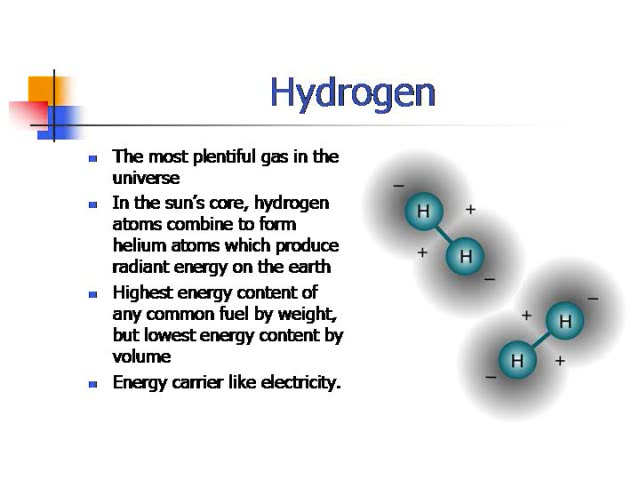 Hydrogen
The most plentiful gas in the
universe
In the sun's core, hydrogen
atoms combine to form
helium atoms which produce
radiant energy on the earth
Highest energy content of
any common fuel by weight,
but lowest energy content by
volume
Energy carrier like electricity.
−
H +
+ H
−
−
+ H
H +
−